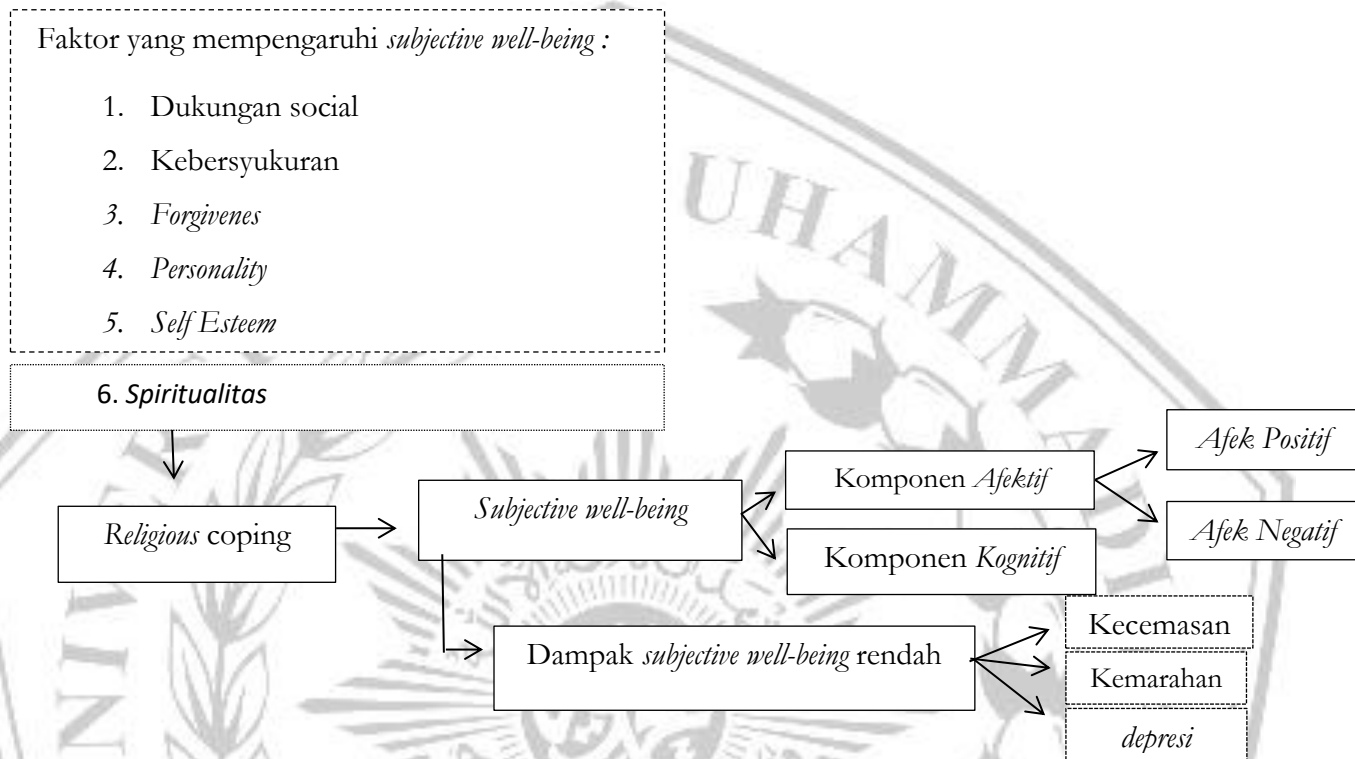 Faktor yang mempengaruhi subjective well-being :
1. Dukungan social
2. Kebersyukuran
3. Forgivenes
4. Personality
5. Self Esteem
6. Spiritualitas
Religious coping
Subjective well-being
Komponen Afektif
Komponen Kognitif
Afek Positif
Afek Negatif
Dampak subjective well-being rendah
Kecemasan
Kemarahan
depresi
UHAMMAD
NIV